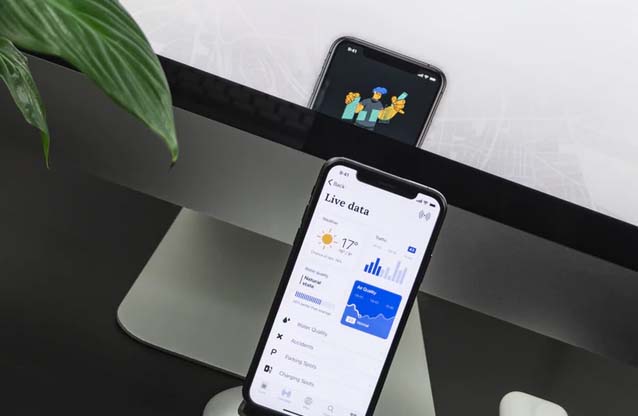 9:41
9:41
Back
Live data
Weather
17°
Traffic
Water quality
Natural
state
Air Quality
Normal
Water Quality
Accidents
P
Parking Spots
Charging Spots